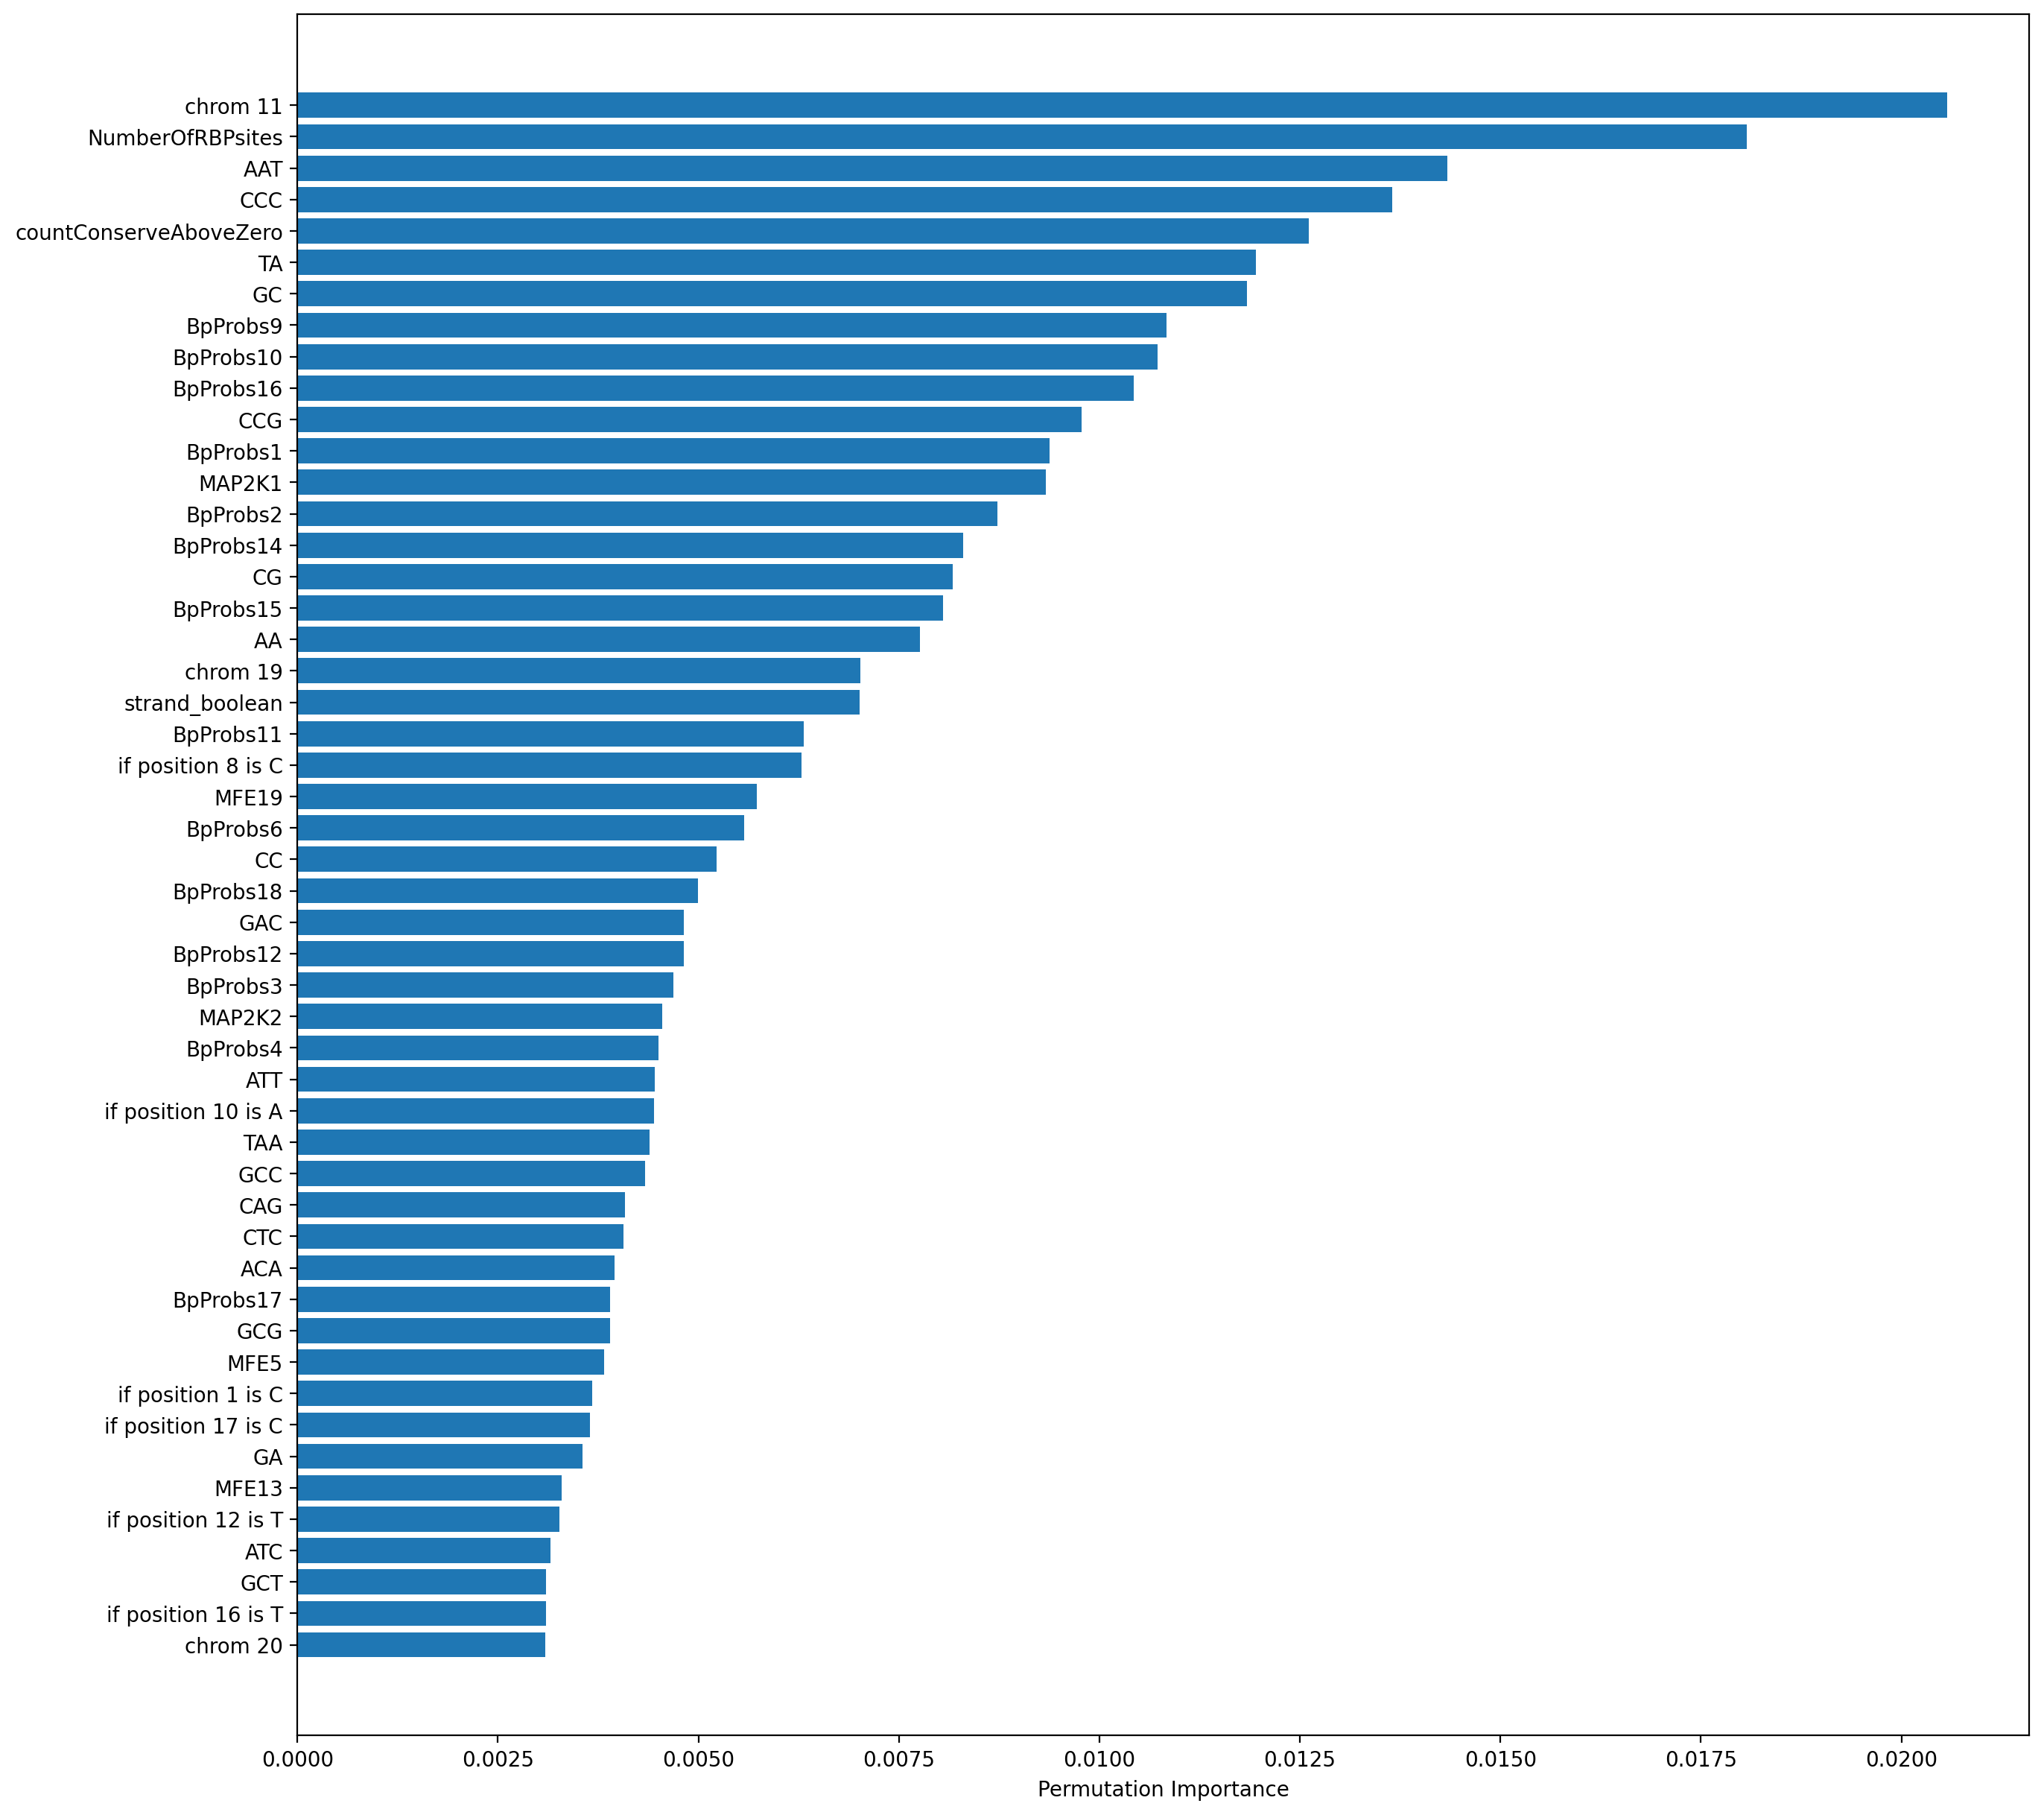 chrom 11
NumberOfRBPsites
AAT
CCC
countConserveAboveZero
TA
GC
BpProbs9
BpProbs10
BpProbs16
CCG
BpProbs1
MAP2K1
BpProbs2
BpProbs14
CG
BpProbs15
AA
chrom 19
strand_boolean
BpProbs11
if position 8 is C
MFE19
BpProbs6
CC
BpProbs18
GAC
BpProbs12
BpProbs3
MAP2K2
BpProbs4
ATT
if position 10 is A
TAA
GCC
CAG
CTC
ACA
BpProbs17
GCG
MFE5
if position 1 is C
if position 17 is C
GA
MFE13
if position 12 is T
ATC
GCT
if position 16 is T
chrom 20
0.0000 0.0025 0.0050 0.0075 0.0100 0.0125 0.0150 0.0175 0.0200
Permutation Importance